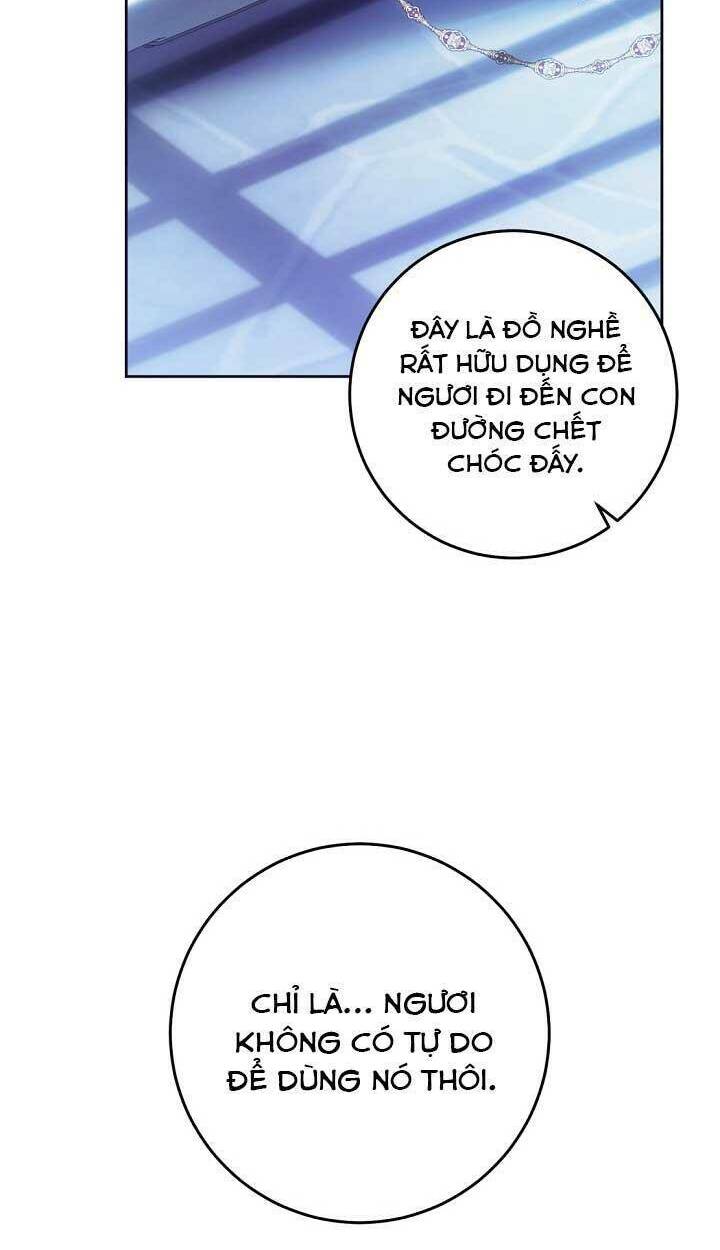 ĐÂY LÀ ĐỒ NGHỀ
RẤT HỮU DỤNG ĐỂ
NGƯƠI ĐI ĐẾN CON
ĐƯỜNG CHẾT
CHÓC ĐẤY.
CHỈ LÀ... NGƯƠI
KHÔNG CÓ TỰ DO
ĐỂ DÙNG NÓ THÔI.